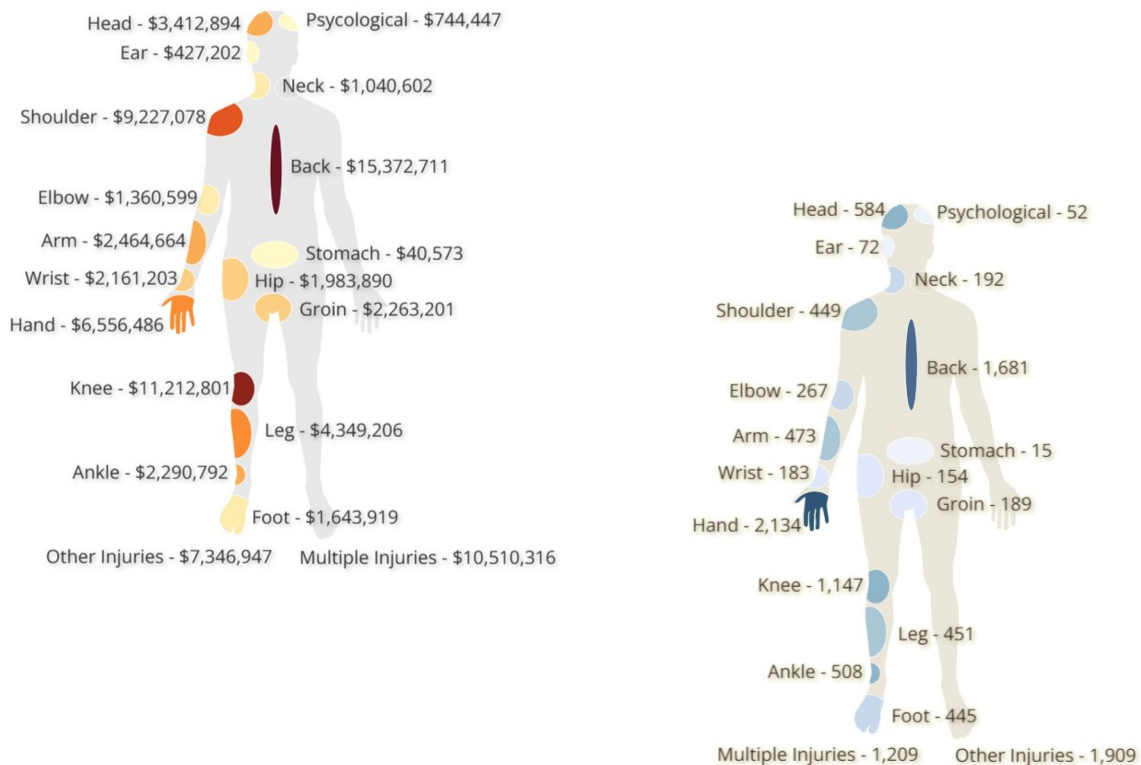 Head - $3,412,894
Psycological - $744,447
Ear - $427,202
Neck - $1,040,602
Shoulder - $9,227,078
Back - $15,372,711
Elbow - $1,360,599
Arm - $2,464,664
Stomach - $40,573
Wrist - $2,161,203
Hip - $1,983,890
Groin - $2,263,201
Hand - $6,556,486
Knee - $11,212,801
Leg - $4,349,206
Ankle - $2,290,792
Foot - $1,643,919
Other Injuries - $7,346,947
Multiple Injuries - $10,510,316
Head - 584
Psychological - 52
Ear - 72
Neck - 192
Shoulder - 449
Back - 1,681
Elbow - 267
Arm - 473
Stomach - 15
Wrist - 183
Hip - 154
Groin - 189
Hand - 2,134
Knee - 1,147
Leg - 451
Ankle - 508
Foot - 445
Multiple Injuries - 1,209
Other Injuries - 1,909